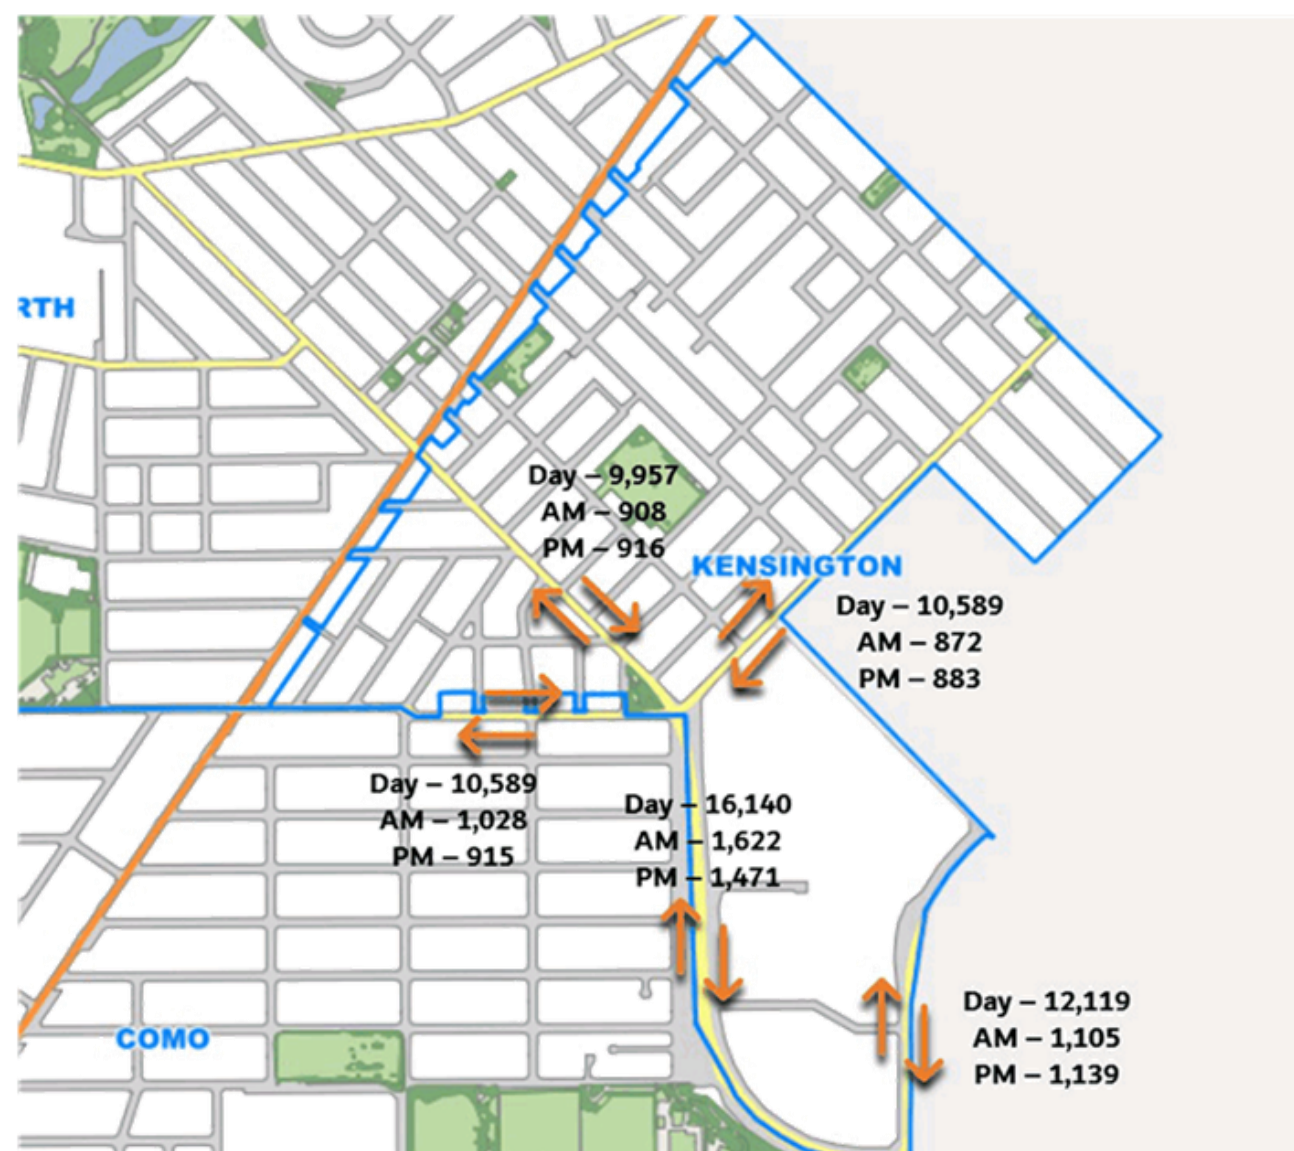 RTH
Day – 9,957
AM – 908
PM – 916
KENSINGTON
Day – 10,589
AM – 872
PM – 883
Day – 10,589
AM – 1,028
PM – 915
Day – 16,140
AM – 1,622
PM – 1,471
Day – 12,119
AM – 1,105
PM – 1,139
COMO